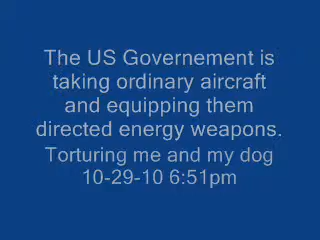 The US Governement is
taking ordinary aircraft
and equipping them
directed energy weapons.
Torturing me and my dog
10-29-10 6:51pm